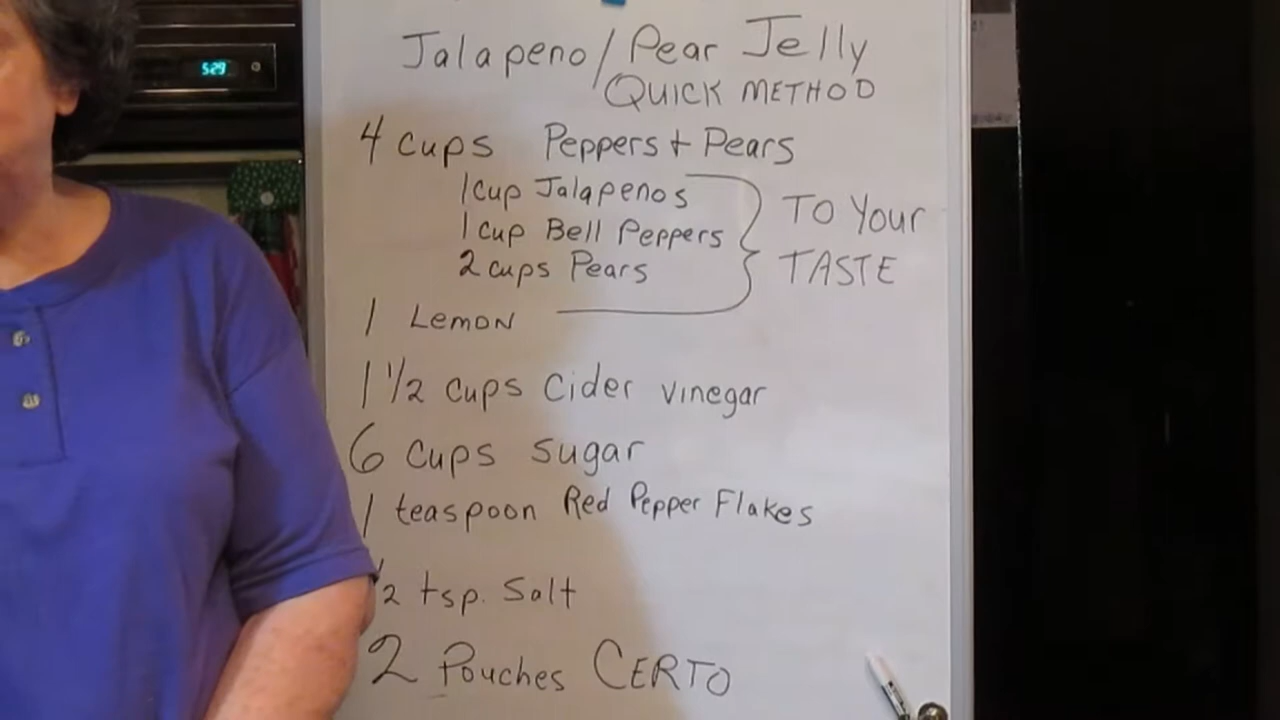 5:29
Jalapeno/Pear Jelly
QUICK METHOD
4 cups Peppers + Pears
1 cup Jalapenos
1 cup Bell Peppers
2 cups Pears
TO Your
TASTE
1 Lemon
1 1/2 cups Cider vinegar
6 cups sugar
1 teaspoon Red Pepper Flakes
1/2 tsp. Salt
2 Pouches CERTO